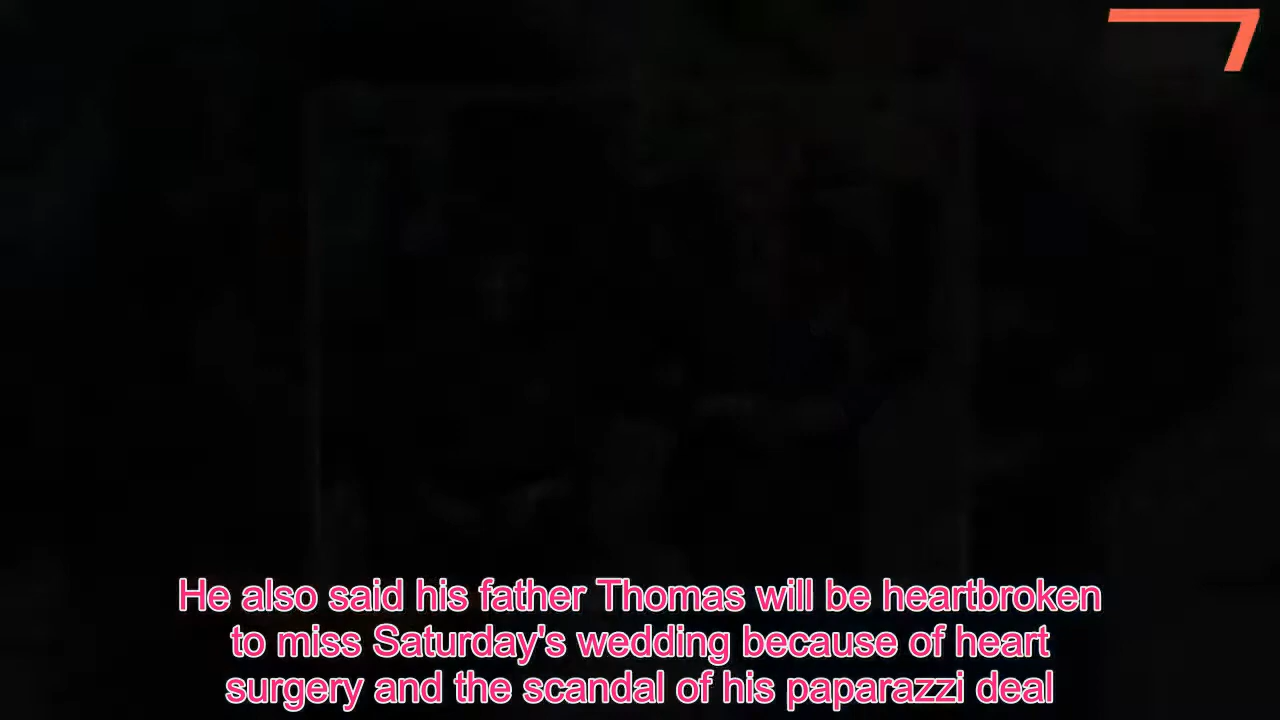 He also said his father Thomas will be heartbroken
to miss Saturday's wedding because of heart
surgery and the scandal of his paparazzi deal